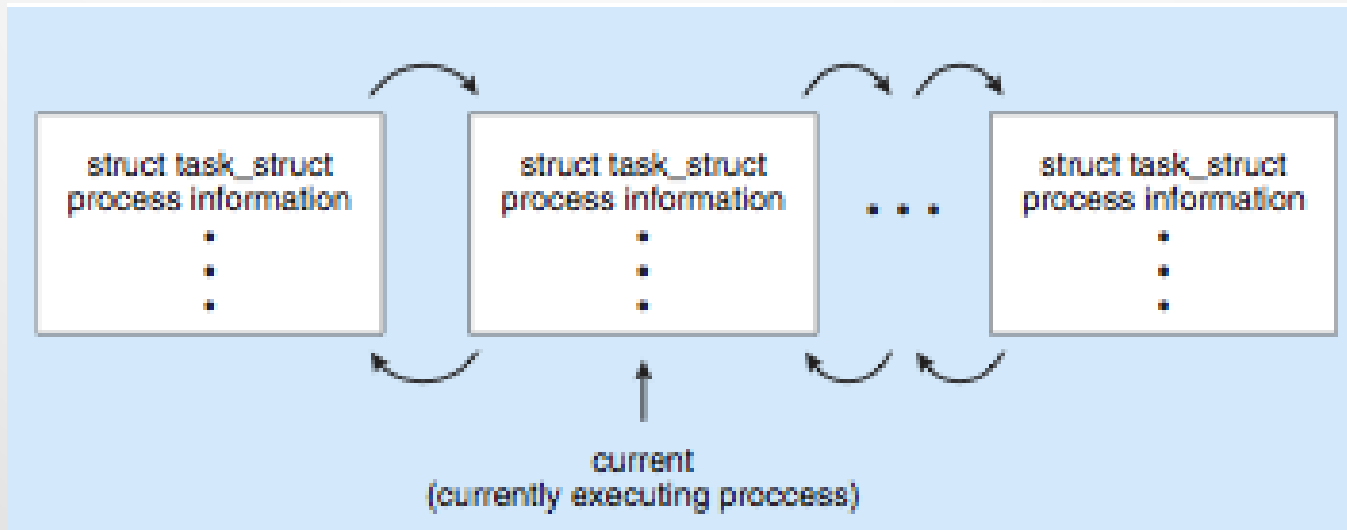 struct task_struct
process information
•
•
•
struct task_struct
process information
•
•
•
• • •
struct task_struct
process information
•
•
•
current
(currently executing proccess)